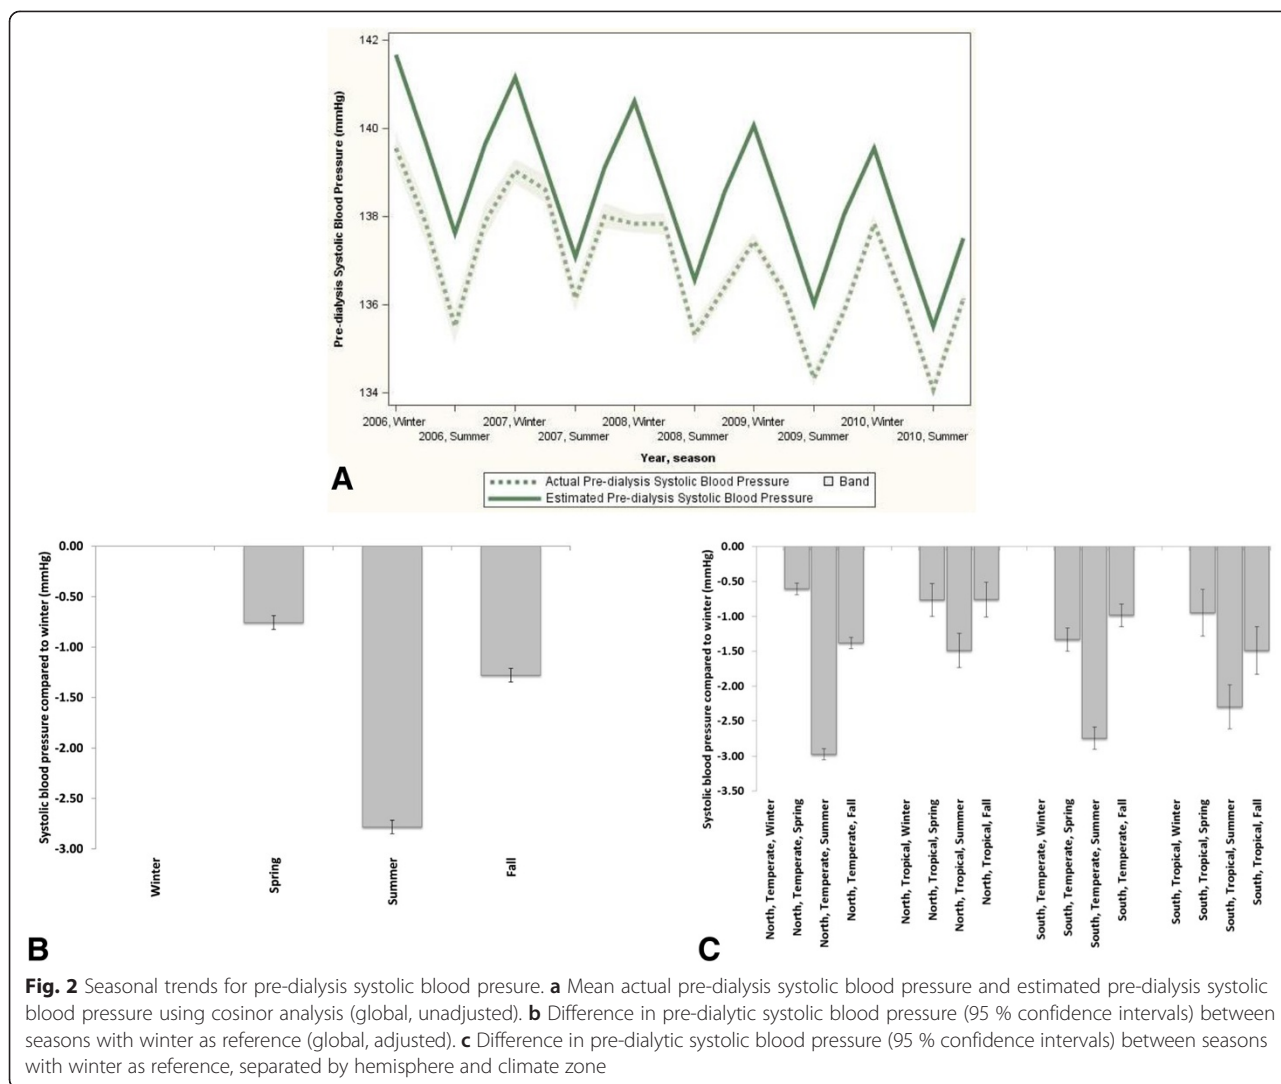 142
140
138
136
134
Pre-dialysis Systolic Blood Pressure (mmHg)
2006, Winter 2007, Winter 2008, Winter 2009, Winter 2010, Winter
2006, Summer 2007, Summer 2008, Summer 2009, Summer 2010, Summer
Year, season
A
Actual Pre-dialysis Systolic Blood Pressure Band
Estimated Pre-dialysis Systolic Blood Pressure
Systolic blood pressure compared to winter (mmHg)
0.00
-0.50
-1.00
-1.50
-2.00
-2.50
-3.00
Winter
Spring
Summer
Fall
B
Systolic blood pressure compared to winter (mmHg)
0.00
-0.50
-1.00
-1.50
-2.00
-2.50
-3.00
-3.50
North, Temperate, Winter
North, Temperate, Spring
North, Temperate, Summer
North, Temperate, Fall
North, Tropical, Winter
North, Tropical, Spring
North, Tropical, Summer
North, Tropical, Fall
South, Temperate, Winter
South, Temperate, Spring
South, Temperate, Summer
South, Temperate, Fall
South, Tropical, Winter
South, Tropical, Spring
South, Tropical, Summer
South, Tropical, Fall
C
Fig. 2 Seasonal trends for pre-dialysis systolic blood presure. a Mean actual pre-dialysis systolic blood pressure and estimated pre-dialysis systolic
blood pressure using cosinor analysis (global, unadjusted). b Difference in pre-dialytic systolic blood pressure (95 % confidence intervals) between
seasons with winter as reference (global, adjusted). c Difference in pre-dialytic systolic blood pressure (95 % confidence intervals) between seasons
with winter as reference, separated by hemisphere and climate zone